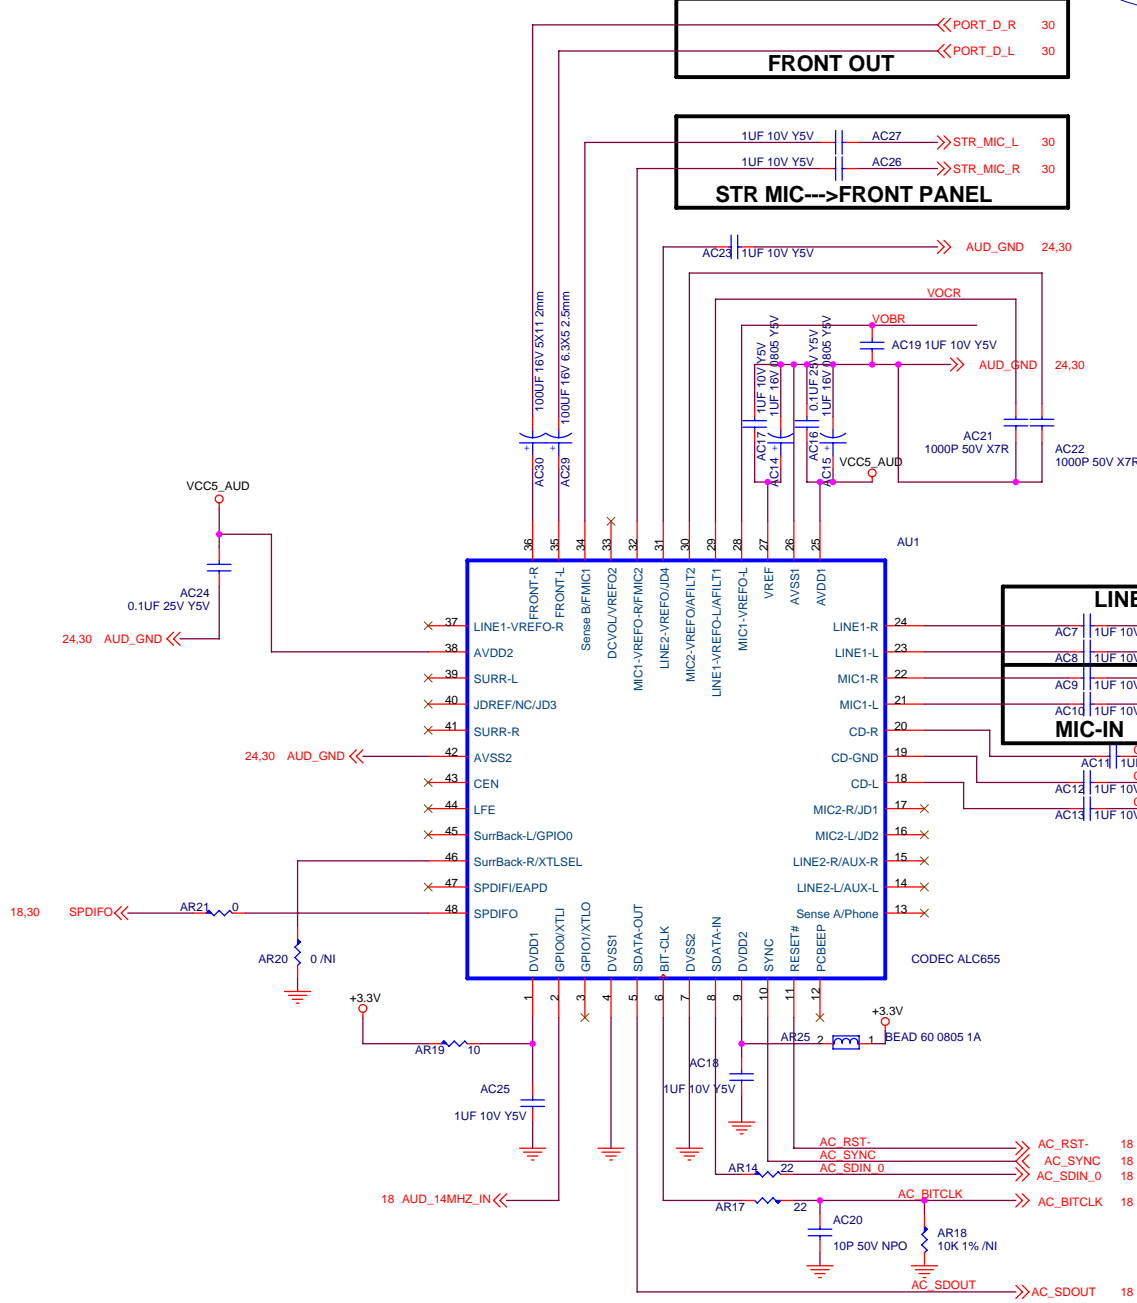 PORT_D_R 30
PORT_D_L 30
FRONT OUT
1UF 10V Y5V AC27 STR_MIC_L 30
1UF 10V Y5V AC26 STR_MIC_R 30
STR MIC--->FRONT PANEL
AC23 1UF 10V Y5V AUD_GND 24,30
VOCR
VOBR
AC19 1UF 10V Y5V
AUD_GND 24,30
100UF 16V 5X11 2mm
AC30
100UF 16V 6.3X5 2.5mm
AC29
1UF 10V Y5V
AC17
1UF 16V 0805 Y5V
AC14
0.1UF 25V Y5V
AC16
1UF 16V 0805 Y5V
AC15
VCC5_AUD
AC21
1000P 50V X7R
AC22
1000P 50V X7R
VCC5_AUD
AC24
0.1UF 25V Y5V
24,30 AUD_GND
AU1
36 35 34 33 32 31 30 29 28 27 26 25
FRONT-R
FRONT-L
Sense B/FMIC1
DCVOL/VREFO2
MIC1-VREFO-R/FMIC2
LINE2-VREFO/JD4
MIC2-VREFO/AFILT2
LINE1-VREFO-L/AFILT1
MIC1-VREFO-L
VREF
AVSS1
AVDD1
37 LINE1-VREFO-R
38 AVDD2
39 SURR-L
40 JDREF/NC/JD3
41 SURR-R
24,30 AUD_GND 42 AVSS2
43 CEN
44 LFE
45 SurrBack-L/GPIO0
46 SurrBack-R/XTLSEL
47 SPDIFI/EAPD
18,30 SPDIFO AR21 0 48 SPDIFO
LINE1-R 24
LINE1-L 23
MIC1-R 22
MIC1-L 21
CD-R 20
CD-GND 19
CD-L 18
MIC2-R/JD1 17
MIC2-L/JD2 16
LINE2-R/AUX-R 15
LINE2-L/AUX-L 14
Sense A/Phone 13
LINE
AC7 1UF 10V
AC8 1UF 10V
AC9 1UF 10V
AC10 1UF 10V
MIC-IN
AC11 1UF
AC12 1UF 10V
AC13 1UF 10V
AR20 0 /NI
DVDD1
GPIO0/XTLI
GPIO1/XTLO
DVSS1
SDATA-OUT
BIT-CLK
DVSS2
SDATA-IN
DVDD2
SYNC
RESET#
PCBEEP
CODEC ALC655
1 2 3 4 5 6 7 8 9 10 11 12
+3.3V
AR19 10
AC25
1UF 10V Y5V
+3.3V
AR25 2 1 BEAD 60 0805 1A
AC18
1UF 10V Y5V
AC_RST- AC_RST- 18
AC_SYNC AC_SYNC 18
AR14 22 AC_SDIN_0 AC_SDIN_0 18
18 AUD_14MHZ_IN
AR17 22 AC_BITCLK AC_BITCLK 18
AC20
10P 50V NPO
AR18
10K 1% /NI
AC_SDOUT AC_SDOUT 18